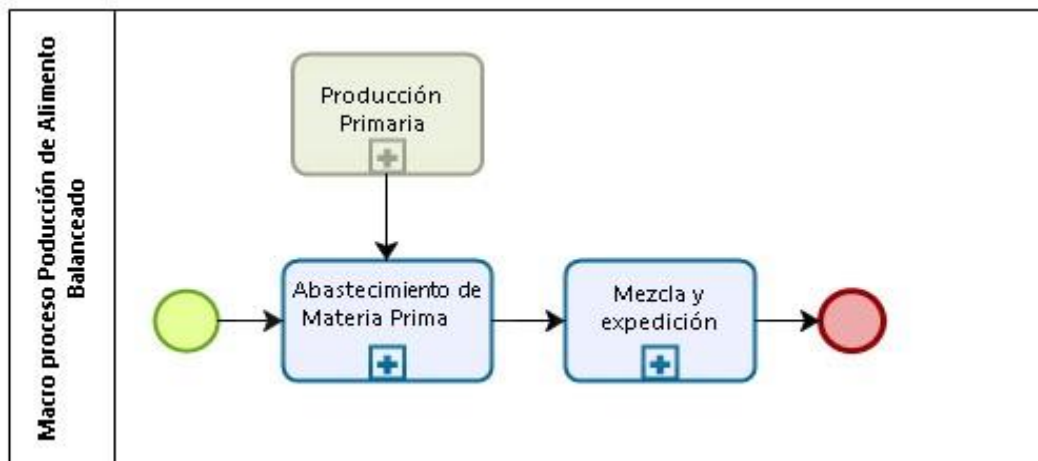 Macro proceso Poducción de Alimento
Balanceado
Producción
Primaria
Abastecimiento de
Materia Prima
Mezcla y
expedición